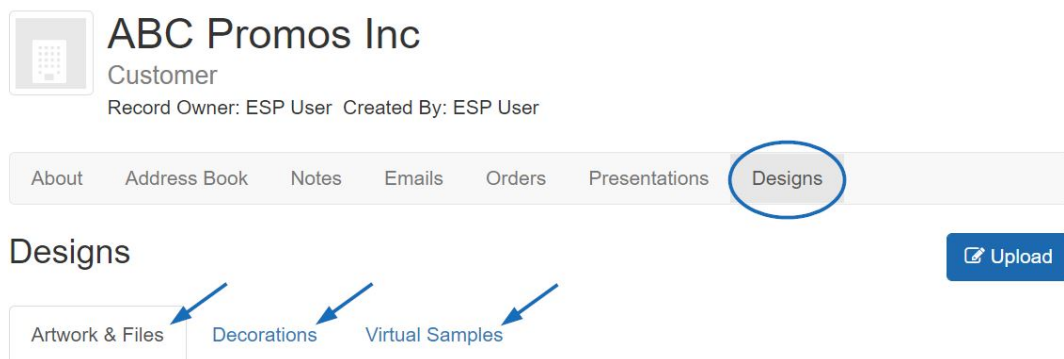 ABC Promos Inc
Customer
Record Owner: ESP User Created By: ESP User
About Address Book Notes Emails Orders Presentations Designs
Designs
Upload
Artwork & Files Decorations Virtual Samples